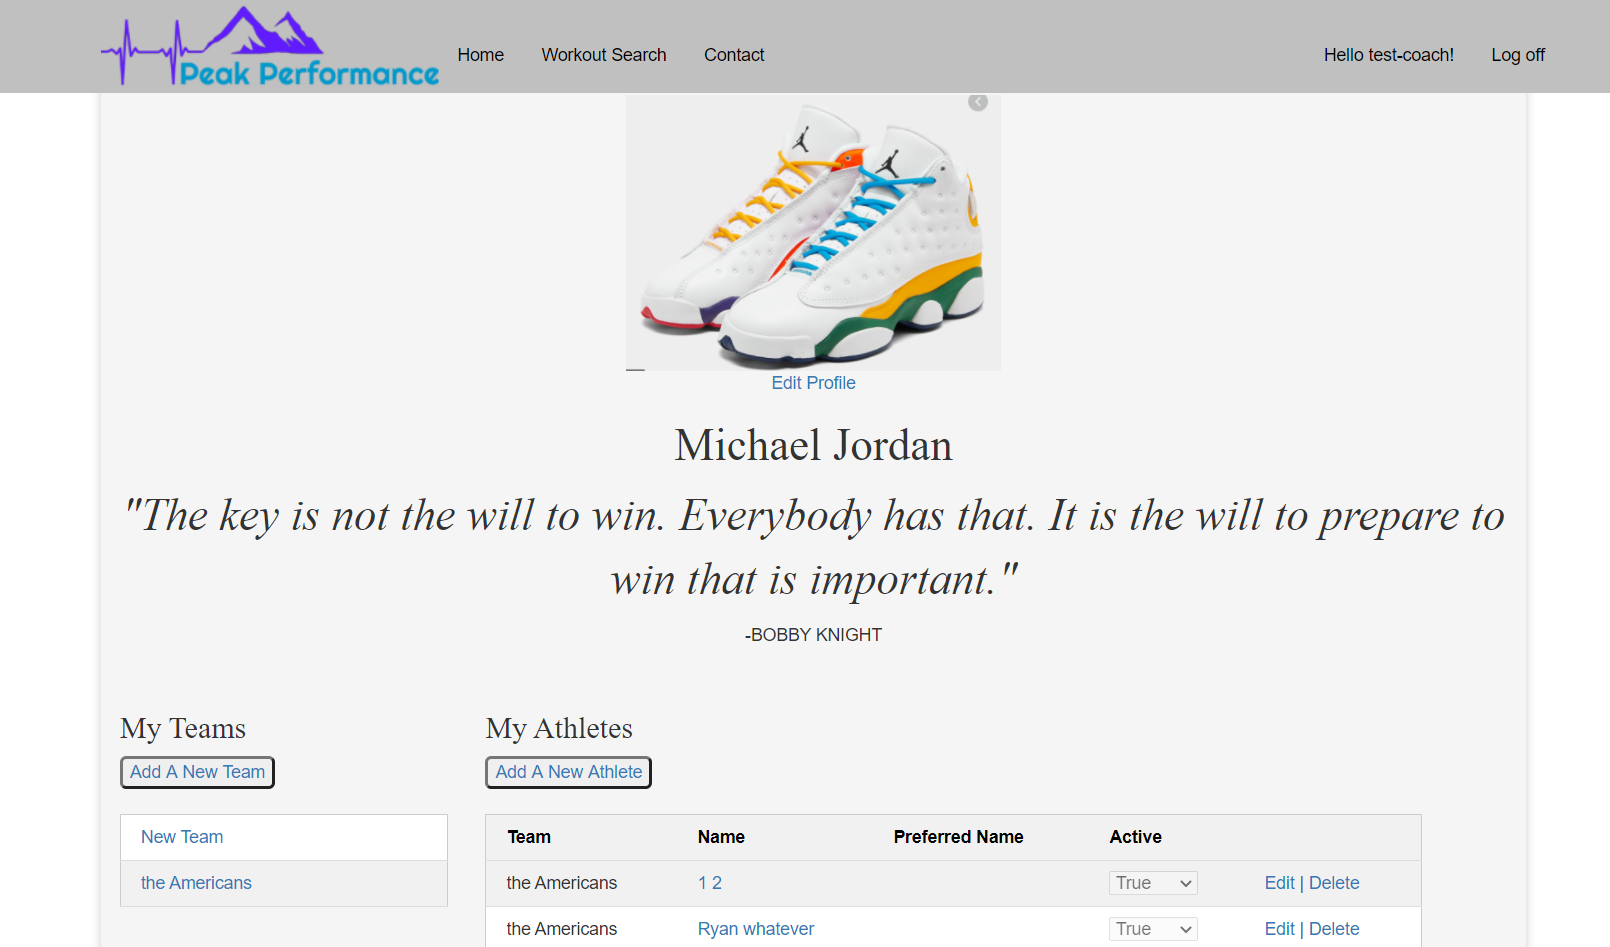 Peak Performance
Home Workout Search Contact Hello test-coach! Log off
Edit Profile
Michael Jordan
"The key is not the will to win. Everybody has that. It is the will to prepare to
win that is important."
-BOBBY KNIGHT
My Teams
Add A New Team
New Team
the Americans
My Athletes
Add A New Athlete
Team Name Preferred Name Active
the Americans 1 2 True Edit | Delete
the Americans Ryan whatever True Edit | Delete